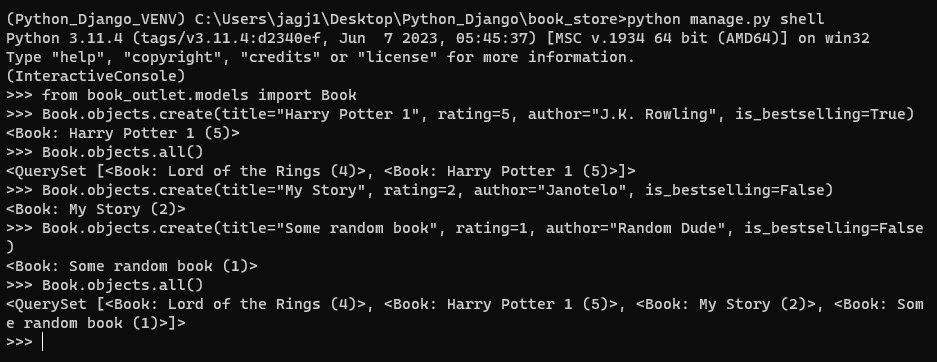 (Python_Django_VENV) C:\Users\jagj1\Desktop\Python_Django\book_store>python manage.py shell
Python 3.11.4 (tags/v3.11.4:d2340ef, Jun  7 2023, 05:45:37) [MSC v.1934 64 bit (AMD64)] on win32
Type "help", "copyright", "credits" or "license" for more information.
(InteractiveConsole)
>>> from book_outlet.models import Book
>>> Book.objects.create(title="Harry Potter 1", rating=5, author="J.K. Rowling", is_bestselling=True)
<Book: Harry Potter 1 (5)>
>>> Book.objects.all()
<QuerySet [<Book: Lord of the Rings (4)>, <Book: Harry Potter 1 (5)>]>
>>> Book.objects.create(title="My Story", rating=2, author="Janotelo", is_bestselling=False)
<Book: My Story (2)>
>>> Book.objects.create(title="Some random book", rating=1, author="Random Dude", is_bestselling=False
)
<Book: Some random book (1)>
>>> Book.objects.all()
<QuerySet [<Book: Lord of the Rings (4)>, <Book: Harry Potter 1 (5)>, <Book: My Story (2)>, <Book: Som
e random book (1)>]>
>>>